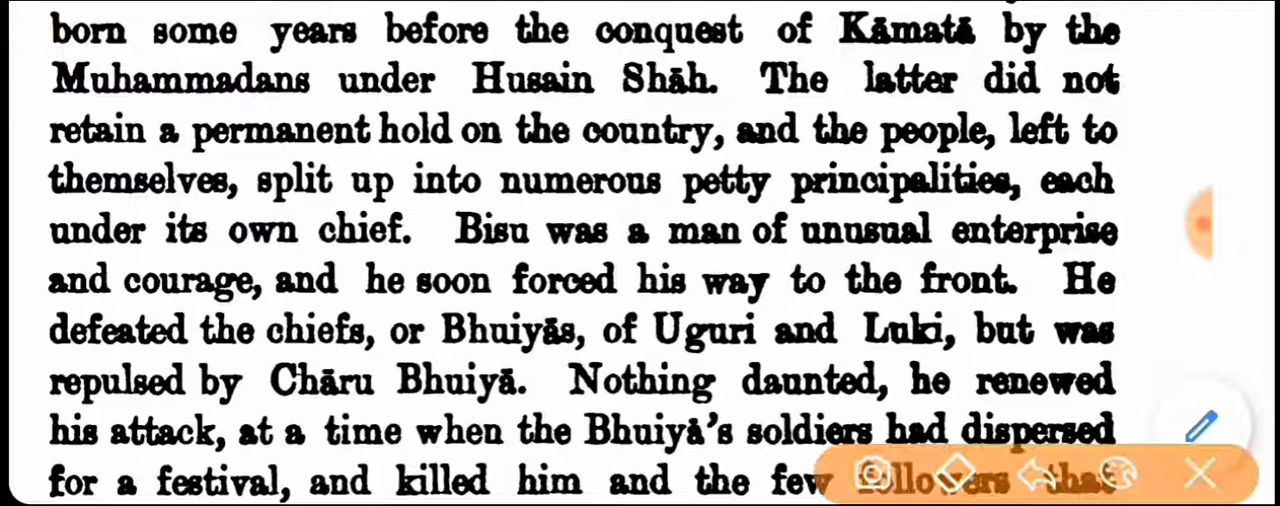 born some years before the conquest of Kāmatā by the
Muhammadans under Husain Shāh. The latter did not
retain a permanent hold on the country, and the people, left to
themselves, split up into numerous petty principalities, each
under its own chief. Bisu was a man of unusual enterprise
and courage, and he soon forced his way to the front. He
defeated the chiefs, or Bhuiyās, of Uguri and Luki, but was
repulsed by Chāru Bhuiyā. Nothing daunted, he renewed
his attack, at a time when the Bhuiyā's soldiers had dispersed
for a festival, and killed him and the few followers that